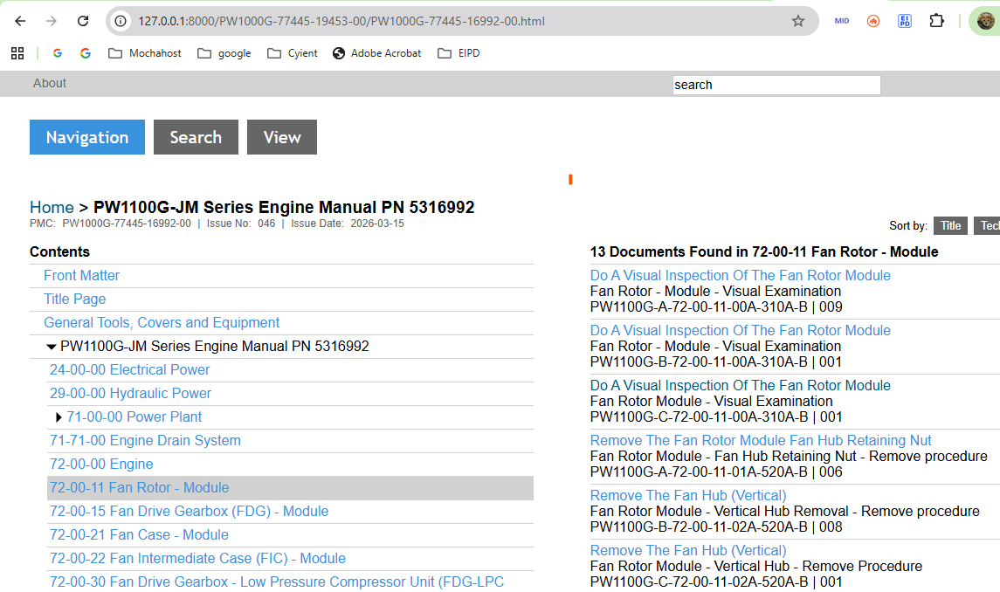 127.0.0.1:8000/PW1000G-77445-19453-00/PW1000G-77445-16992-00.html
MID
EI
PD
Mochahost
google
Cyient
Adobe Acrobat
EIPD
About
search
Navigation
Search
View
Home > PW1100G-JM Series Engine Manual PN 5316992
PMC: PW1000G-77445-16992-00 | Issue No: 046 | Issue Date: 2026-03-15
Sort by:
Title
Tec
Contents
Front Matter
Title Page
General Tools, Covers and Equipment
PW1100G-JM Series Engine Manual PN 5316992
24-00-00 Electrical Power
29-00-00 Hydraulic Power
71-00-00 Power Plant
71-71-00 Engine Drain System
72-00-00 Engine
72-00-11 Fan Rotor - Module
72-00-15 Fan Drive Gearbox (FDG) - Module
72-00-21 Fan Case - Module
72-00-22 Fan Intermediate Case (FIC) - Module
72-00-30 Fan Drive Gearbox - Low Pressure Compressor Unit (FDG-LPC
13 Documents Found in 72-00-11 Fan Rotor - Module
Do A Visual Inspection Of The Fan Rotor Module
Fan Rotor - Module - Visual Examination
PW1100G-A-72-00-11-00A-310A-B | 009
Do A Visual Inspection Of The Fan Rotor Module
Fan Rotor - Module - Visual Examination
PW1100G-B-72-00-11-00A-310A-B | 001
Do A Visual Inspection Of The Fan Rotor Module
Fan Rotor Module - Visual Examination
PW1100G-C-72-00-11-00A-310A-B | 001
Remove The Fan Rotor Module Fan Hub Retaining Nut
Fan Rotor Module - Fan Hub Retaining Nut - Remove procedure
PW1100G-A-72-00-11-01A-520A-B | 006
Remove The Fan Hub (Vertical)
Fan Rotor Module - Vertical Hub Removal - Remove procedure
PW1100G-B-72-00-11-02A-520A-B | 008
Remove The Fan Hub (Vertical)
Fan Rotor Module - Vertical Hub - Remove Procedure
PW1100G-C-72-00-11-02A-520A-B | 001